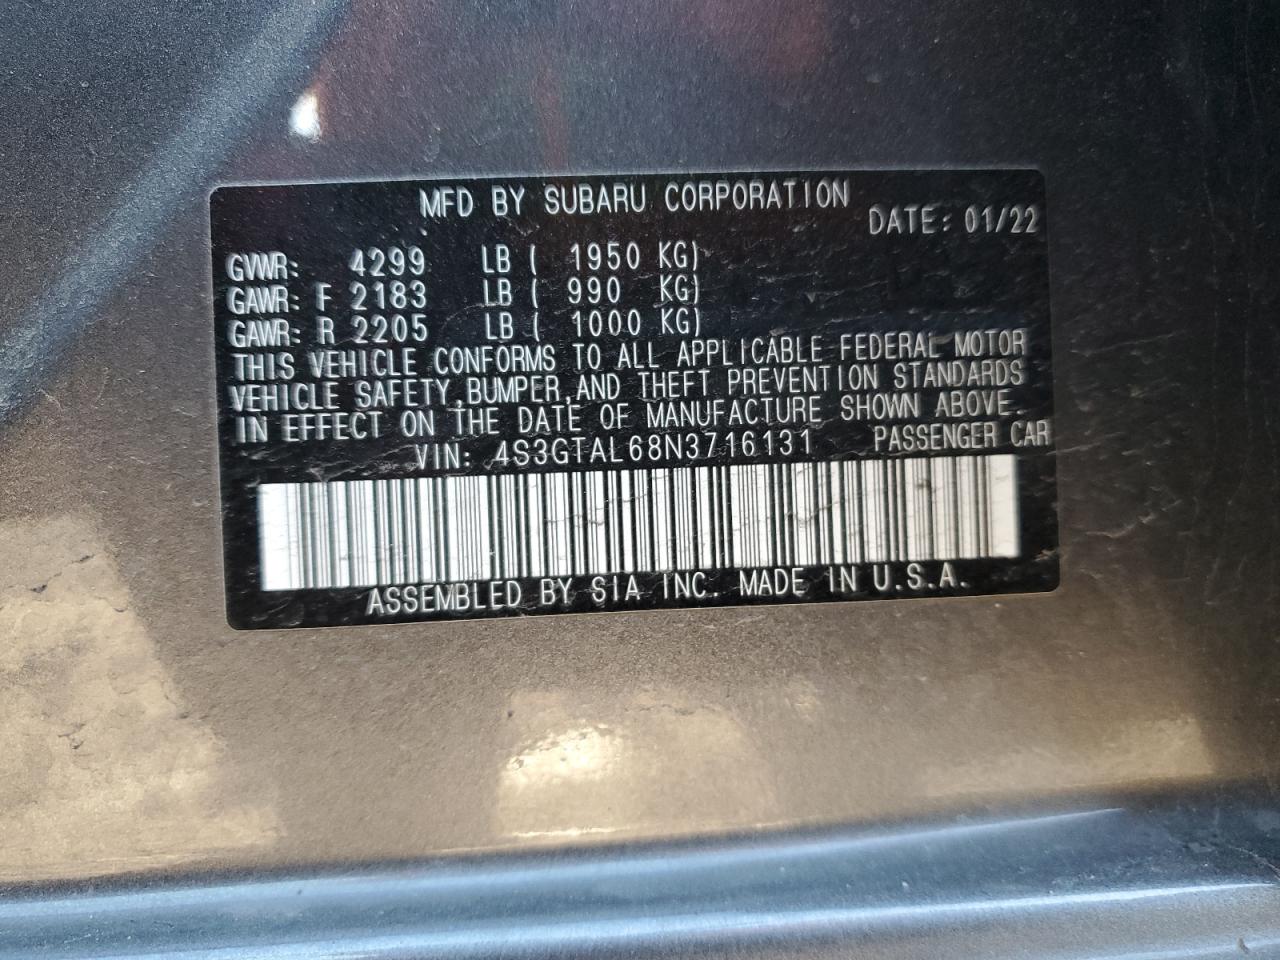 MFD BY SUBARU CORPORATION DATE: 01/22
GVWR: 4299 LB ( 1950 KG)
GAWR: F 2183 LB ( 990 KG)
GAWR: R 2205 LB ( 1000 KG)
THIS VEHICLE CONFORMS TO ALL APPLICABLE FEDERAL MOTOR
VEHICLE SAFETY, BUMPER, AND THEFT PREVENTION STANDARDS
IN EFFECT ON THE DATE OF MANUFACTURE SHOWN ABOVE.
VIN: 4S3GTAL68N3716131 PASSENGER CAR
ASSEMBLED BY SIA INC. MADE IN U.S.A.